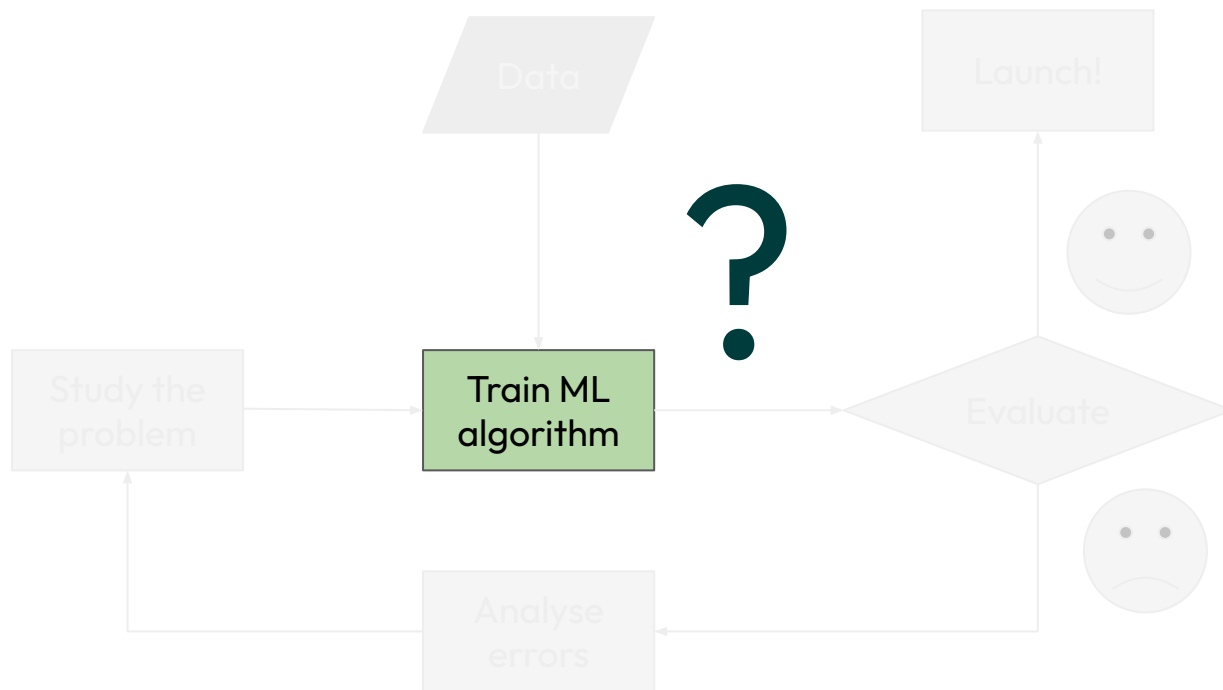 Data
Launch!
?
Study the
problem
Train ML
algorithm
Evaluate
Analyse
errors